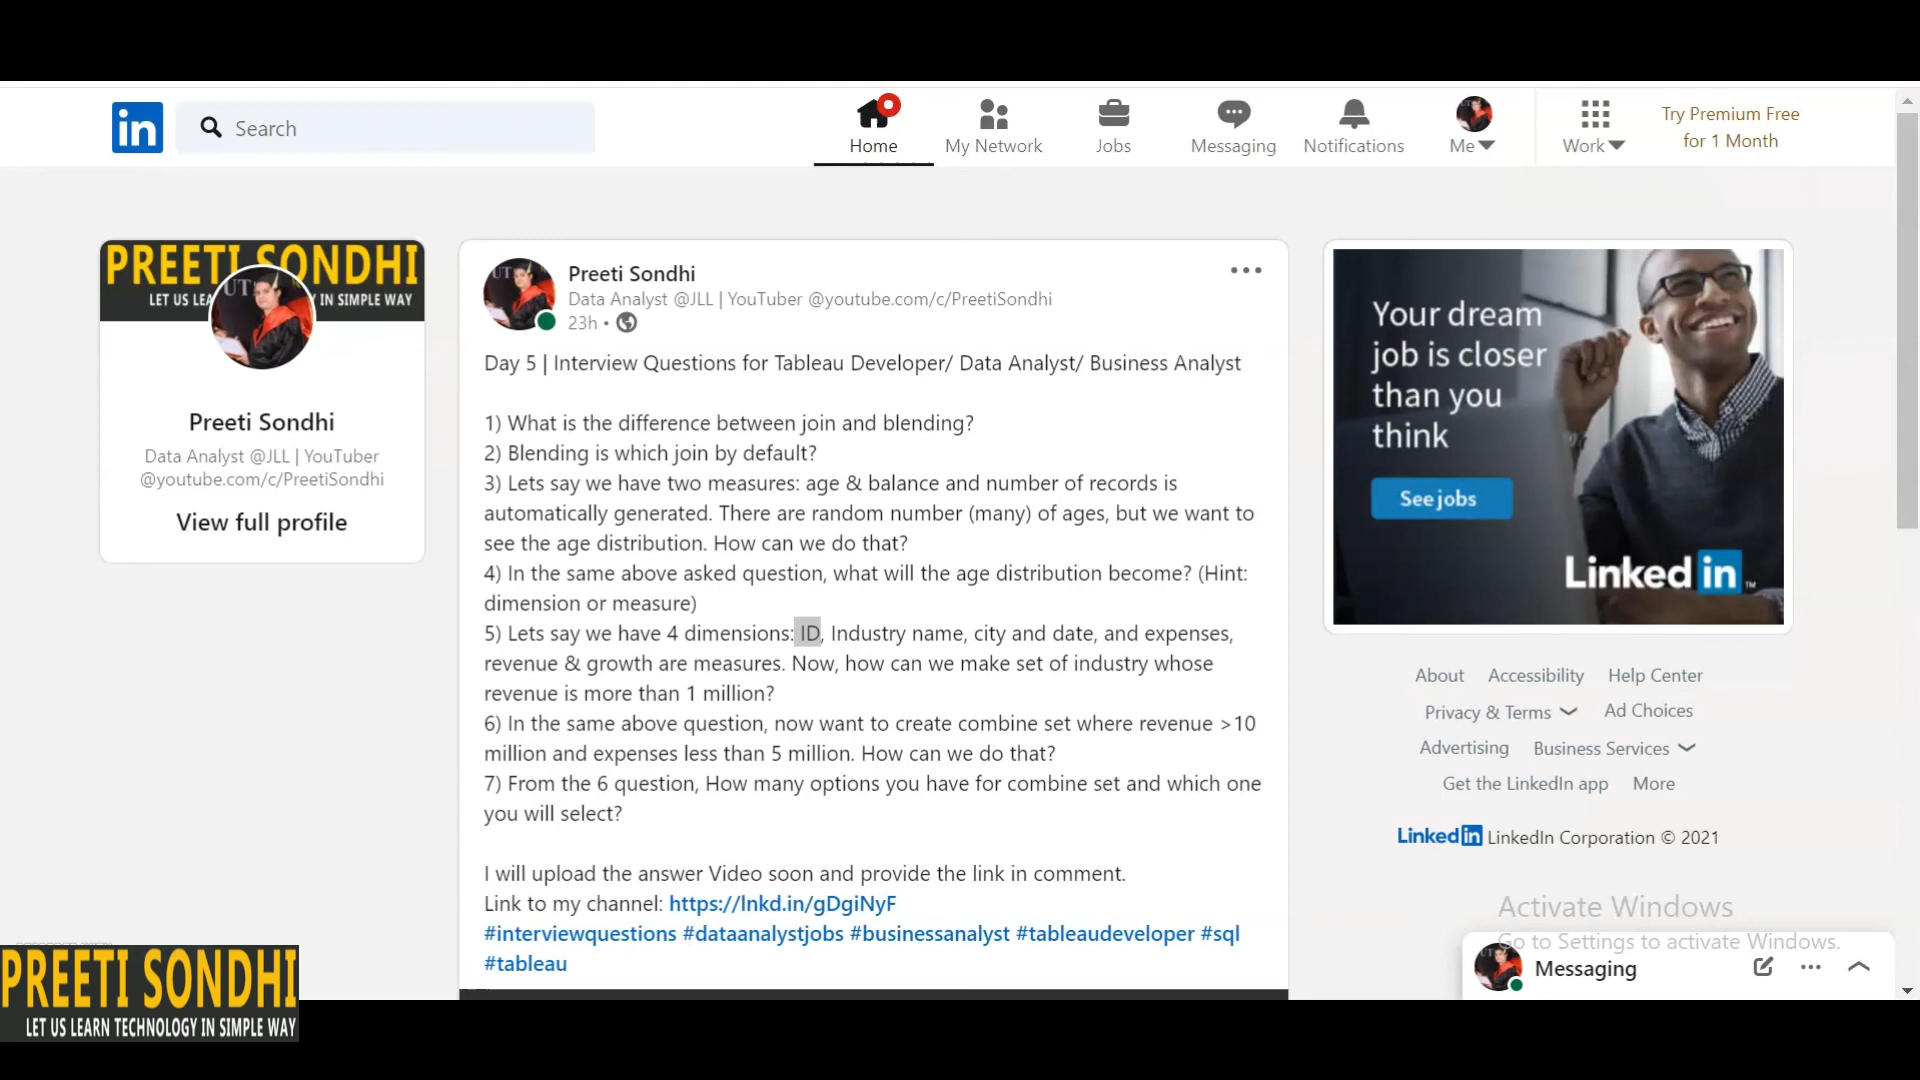 in
Search
Home
My Network
Jobs
Messaging
Notifications
Me
Work
Try Premium Free
for 1 Month
PREETI SONDHI
LET US LEA
Y IN SIMPLE WAY
UT
Preeti Sondhi
Data Analyst @JLL | YouTuber
@youtube.com/c/PreetiSondhi
View full profile
Preeti Sondhi
Data Analyst @JLL | YouTuber @youtube.com/c/PreetiSondhi
23h •
Day 5 | Interview Questions for Tableau Developer/ Data Analyst/ Business Analyst
1) What is the difference between join and blending?
2) Blending is which join by default?
3) Lets say we have two measures: age & balance and number of records is
automatically generated. There are random number (many) of ages, but we want to
see the age distribution. How can we do that?
4) In the same above asked question, what will the age distribution become? (Hint:
dimension or measure)
5) Lets say we have 4 dimensions: ID, Industry name, city and date, and expenses,
revenue & growth are measures. Now, how can we make set of industry whose
revenue is more than 1 million?
6) In the same above question, now want to create combine set where revenue >10
million and expenses less than 5 million. How can we do that?
7) From the 6 question, How many options you have for combine set and which one
you will select?
I will upload the answer Video soon and provide the link in comment.
Link to my channel: https://lnkd.in/gDgiNyF
#interviewquestions #dataanalystjobs #businessanalyst #tableaudeveloper #sql
#tableau
Your dream
job is closer
than you
think
See jobs
Linked in
About Accessibility Help Center
Privacy & Terms Ad Choices
Advertising Business Services
Get the LinkedIn app More
Linked in LinkedIn Corporation © 2021
Activate Windows
Go to Settings to activate Windows.
Messaging
PREETI SONDHI
LET US LEARN TECHNOLOGY IN SIMPLE WAY